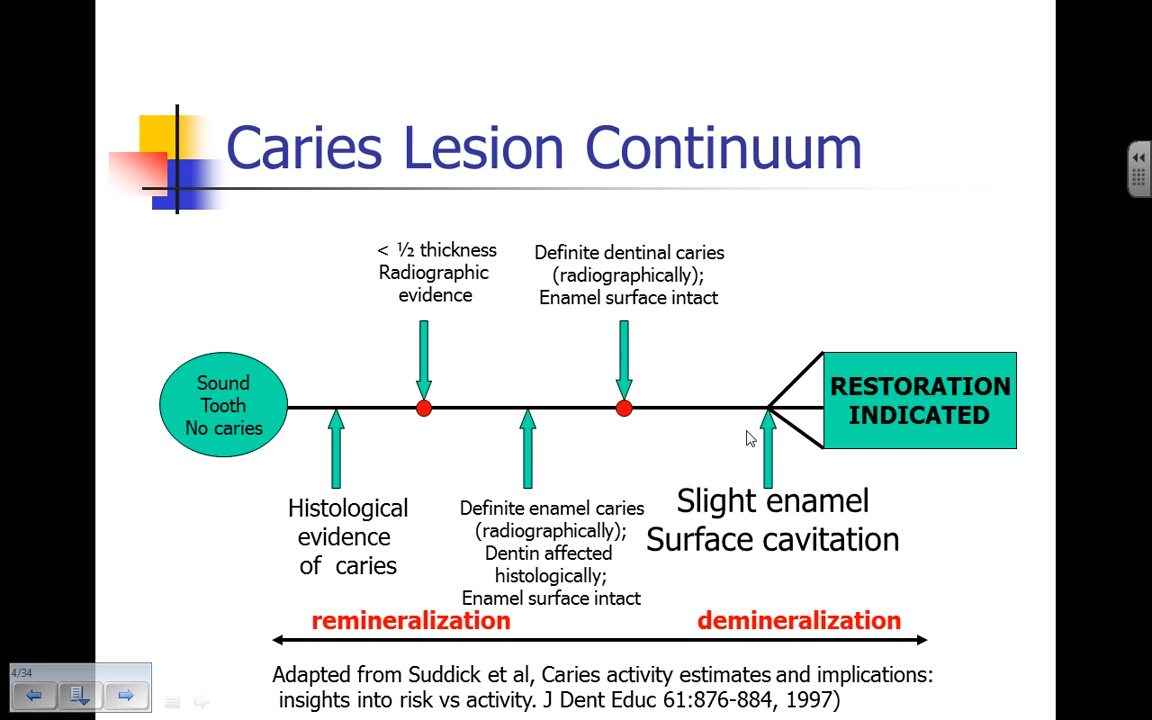 Caries Lesion Continuum
< ½ thickness
Radiographic
evidence
Definite dentinal caries
(radiographically);
Enamel surface intact
Sound
Tooth
No caries
RESTORATION
INDICATED
Histological
evidence
of caries
Definite enamel caries
(radiographically);
Dentin affected
histologically;
Enamel surface intact
Slight enamel
Surface cavitation
remineralization
demineralization
Adapted from Suddick et al, Caries activity estimates and implications:
insights into risk vs activity. J Dent Educ 61:876-884, 1997)
4/34